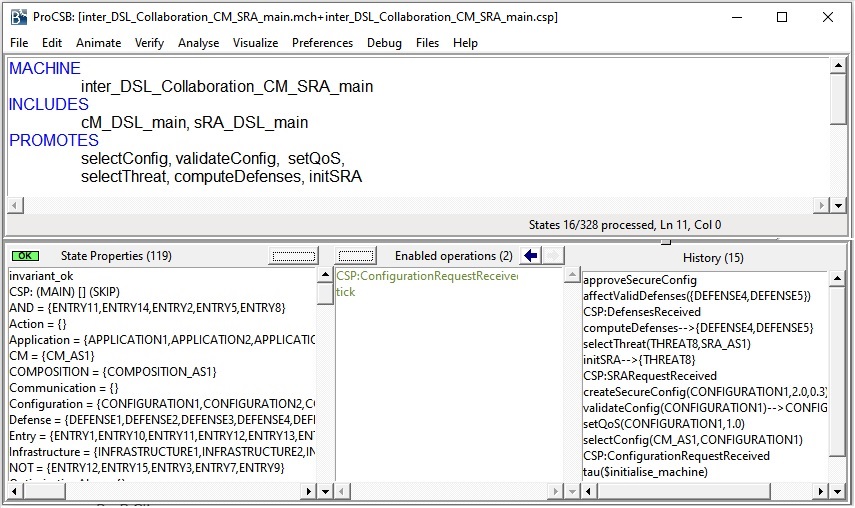 ProCSB: [inter_DSL_Collaboration_CM_SRA_main.mch+inter_DSL_Collaboration_CM_SRA_main.csp]
File Edit Animate Verify Analyse Visualize Preferences Debug Files Help
MACHINE
inter_DSL_Collaboration_CM_SRA_main
INCLUDES
cM_DSL_main, sRA_DSL_main
PROMOTES
selectConfig, validateConfig, setQoS,
selectThreat, computeDefenses, initSRA
States 16/328 processed, Ln 11, Col 0
OK State Properties (119)
invariant_ok
CSP: (MAIN) [] (SKIP)
AND = {ENTRY11,ENTRY14,ENTRY2,ENTRY5,ENTRY8}
Action = {}
Application = {APPLICATION1,APPLICATION2,APPLICATION
CM = {CM_AS1}
COMPOSITION = {COMPOSITION_AS1}
Communication = {}
Configuration = {CONFIGURATION1,CONFIGURATION2,CO
Defense = {DEFENSE1,DEFENSE2,DEFENSE3,DEFENSE4,DEF
Entry = {ENTRY1,ENTRY10,ENTRY11,ENTRY12,ENTRY13,ENT
Infrastructure = {INFRASTRUCTURE1,INFRASTRUCTURE2,IN
NOT = {ENTRY12,ENTRY15,ENTRY3,ENTRY7,ENTRY9}
Enabled operations (2)
CSP:ConfigurationRequestReceived
tick
History (15)
approveSecureConfig
affectValidDefenses({DEFENSE4,DEFENSE5})
CSP:DefensesReceived
computeDefenses-->{DEFENSE4,DEFENSE5}
selectThreat(THREAT8,SRA_AS1)
initSRA-->{THREAT8}
CSP:SRARequestReceived
createSecureConfig(CONFIGURATION1,2.0,0.3)
validateConfig(CONFIGURATION1)-->CONFIG
setQoS(CONFIGURATION1,1.0)
selectConfig(CM_AS1,CONFIGURATION1)
CSP:ConfigurationRequestReceived
tau($initialise_machine)